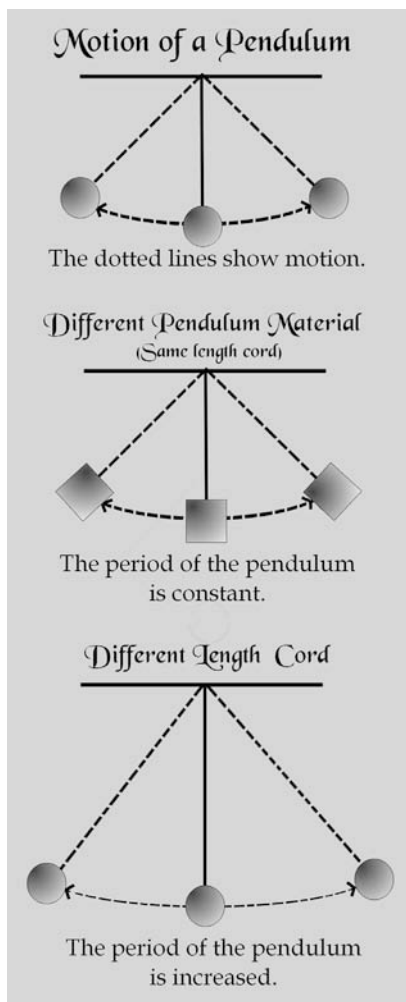 Motion of a Pendulum
The dotted lines show motion.
Different Pendulum Material
(Same length cord)
The period of the pendulum
is constant.
Different Length Cord
The period of the pendulum
is increased.